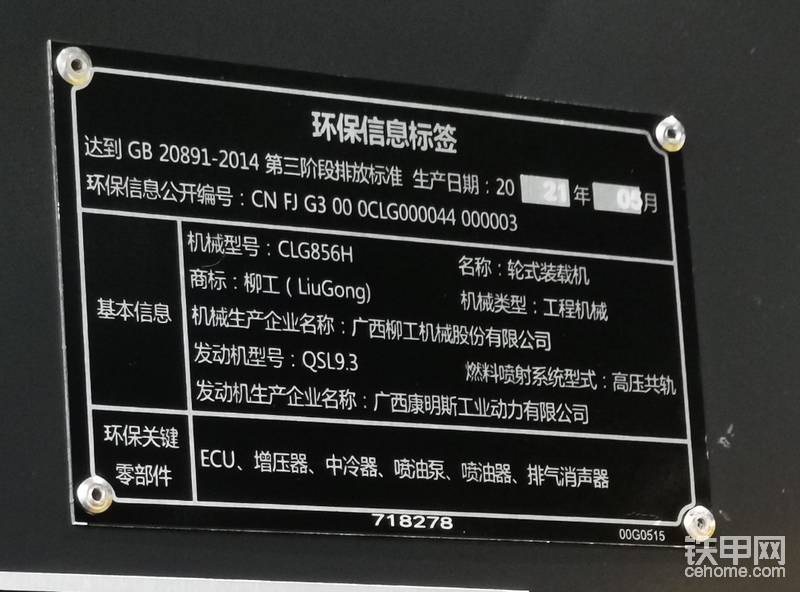 环保信息标签
达到 GB 20891-2014 第三阶段排放标准 生产日期：20 21 年 05 月
环保信息公开编号：CN FJ G3 00 0CLG000044 000003
基本信息
机械型号：CLG856H 名称：轮式装载机
商标：柳工（LiuGong） 机械类型：工程机械
机械生产企业名称：广西柳工机械股份有限公司
发动机型号：QSL9.3 燃料喷射系统型式：高压共轨
发动机生产企业名称：广西康明斯工业动力有限公司
环保关键
零部件
ECU、增压器、中冷器、喷油泵、喷油器、排气消声器
718278
00G0515
铁甲网
cehome.com